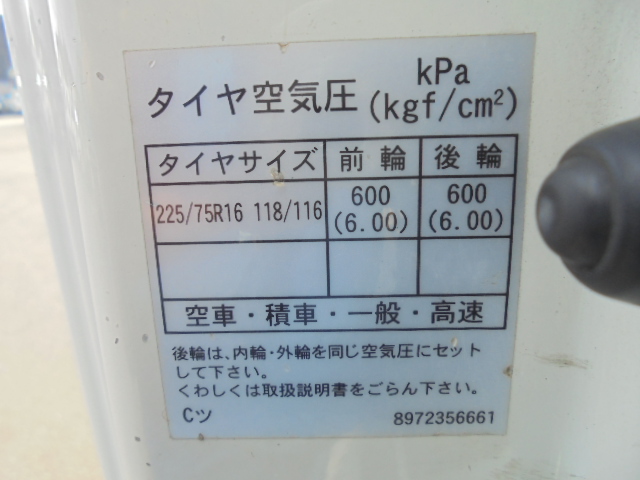 タイヤ空気圧 kPa
(kgf/cm²)
タイヤサイズ 前輪 後輪
225/75R16 118/116 600 600
(6.00) (6.00)
空車・積車・一般・高速
後輪は、内輪・外輪を同じ空気圧にセット
して下さい。
くわしくは取扱説明書をごらん下さい。
Cツ 8972356661